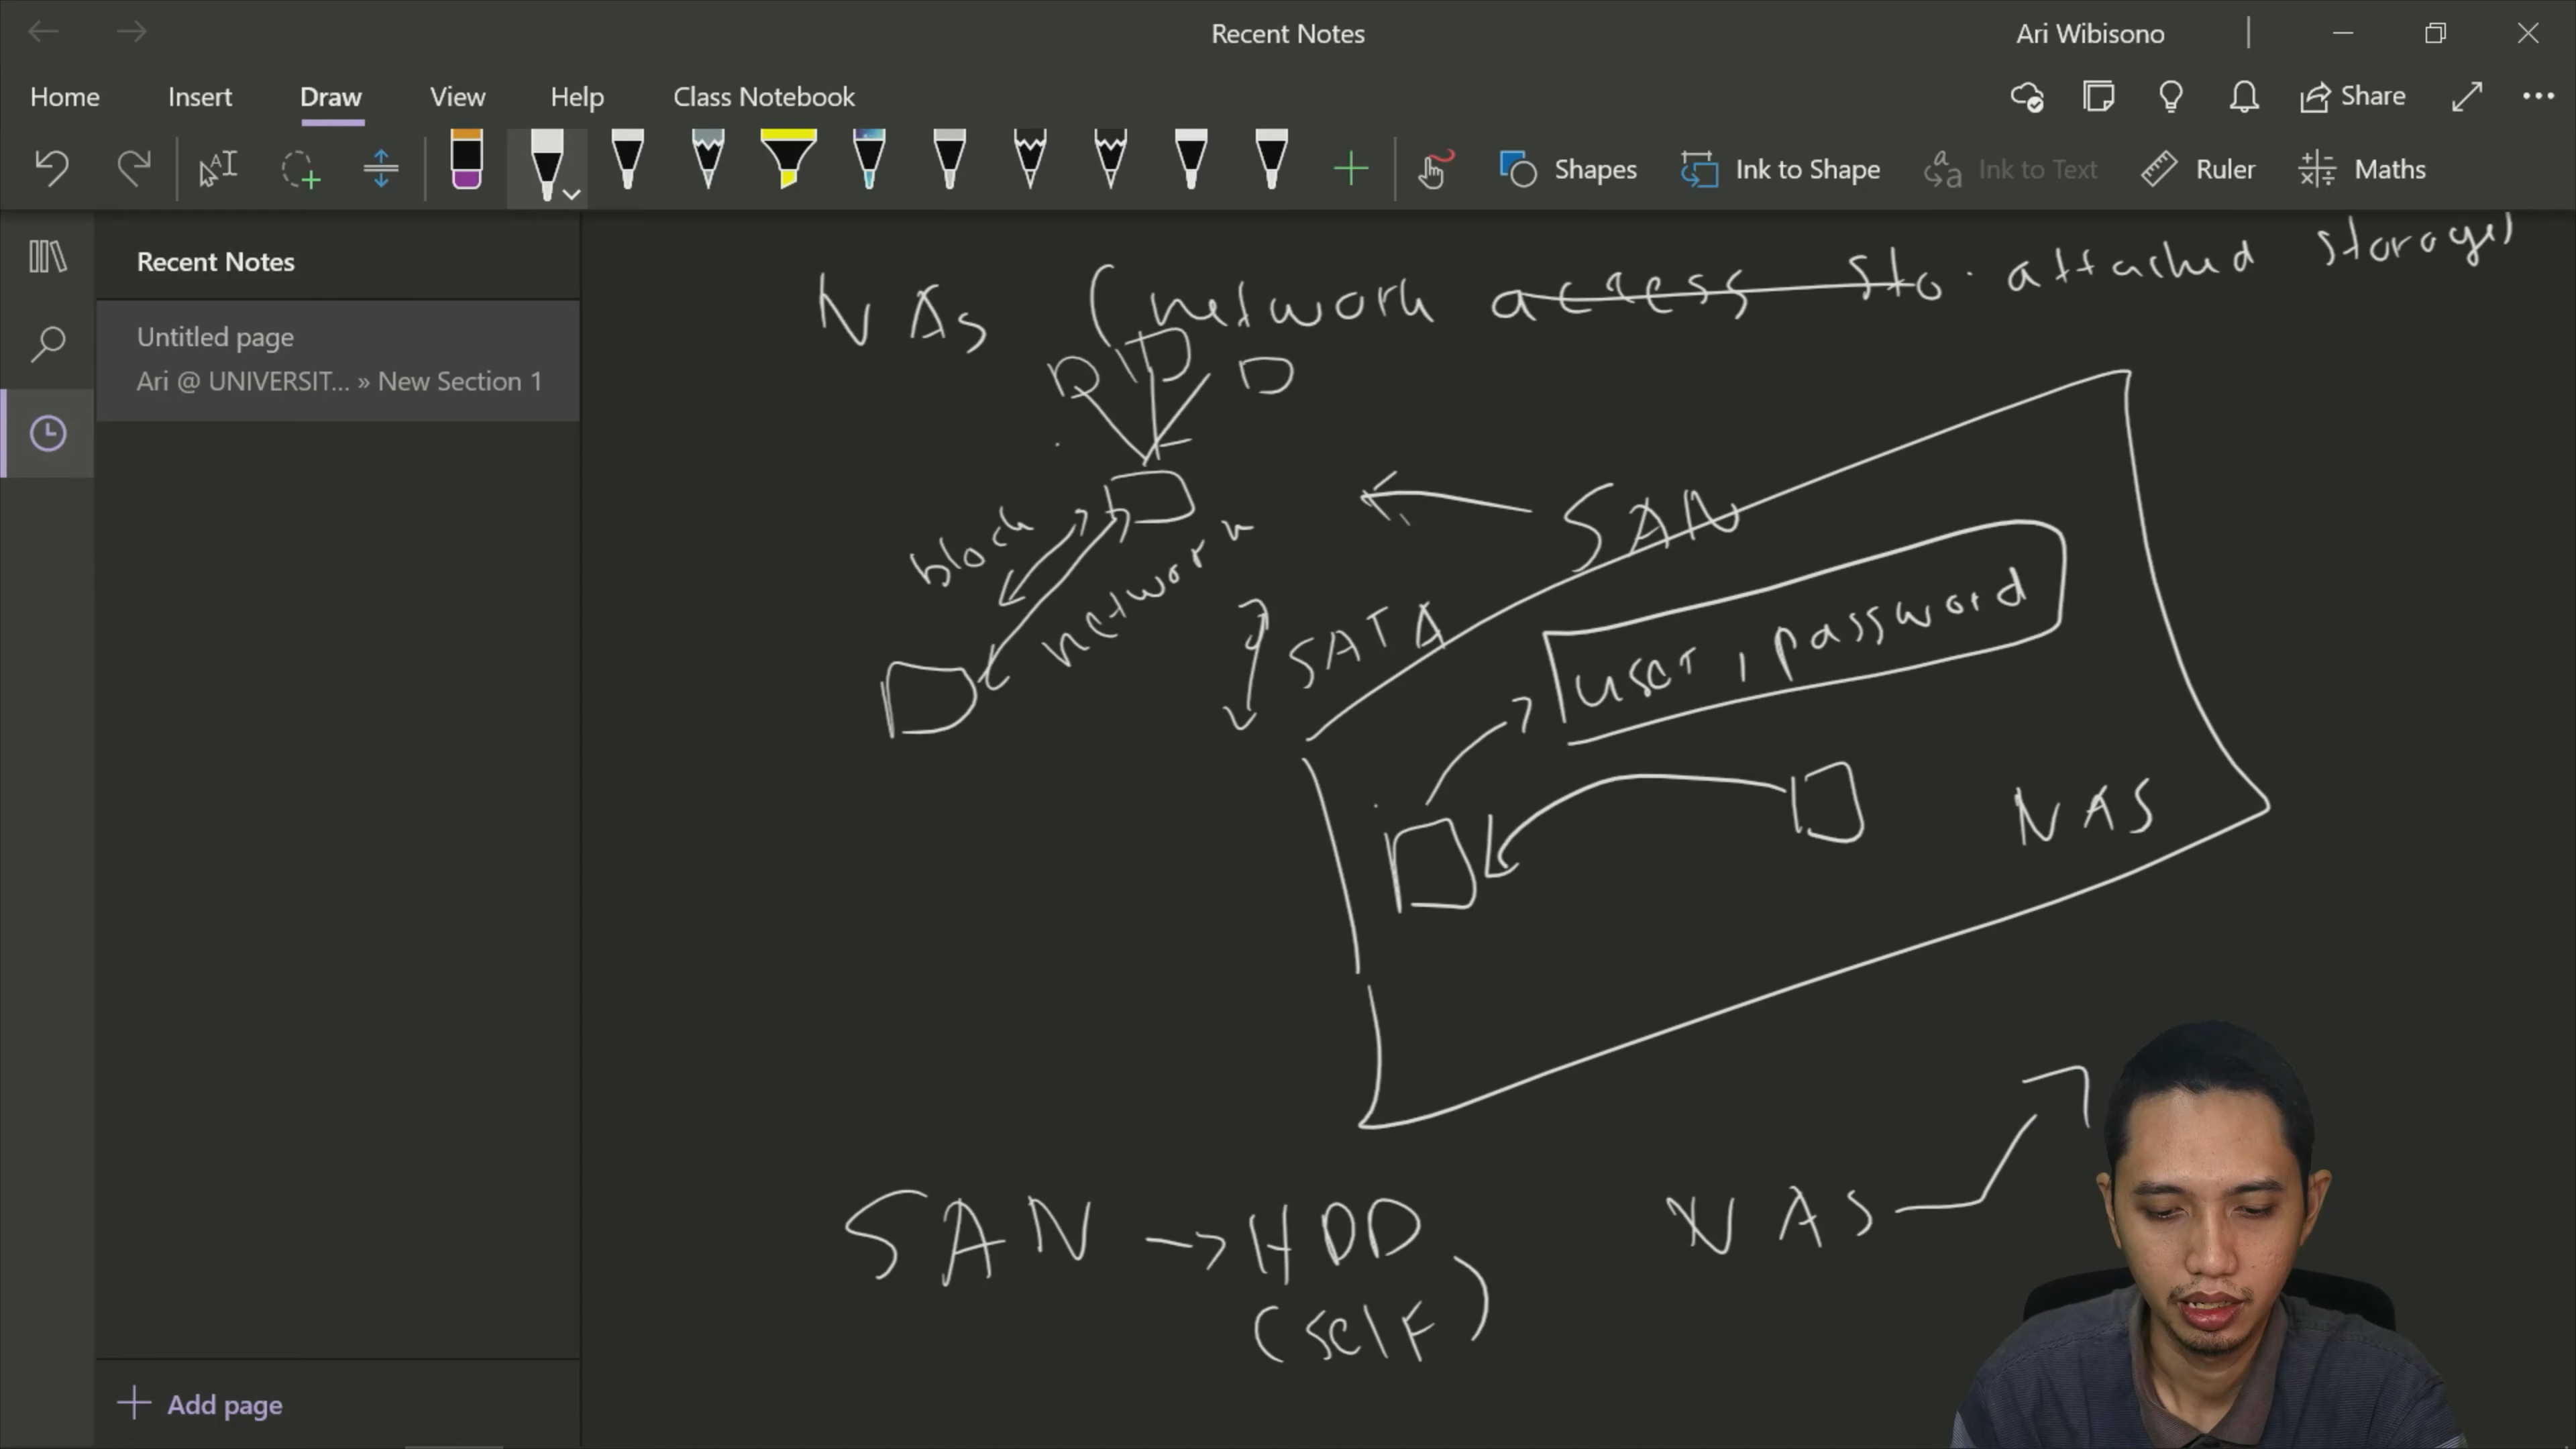 Recent Notes
Ari Wibisono
Home Insert Draw View Help Class Notebook
Share
Shapes Ink to Shape Ink to Text Ruler Maths
Recent Notes
Untitled page
Ari @ UNIVERSIT... » New Section 1
Add page
NAS (network access sto. attached storage)
D D D
block
network
SAN
SATA
user, password
NAS
SAN → HDD
(self)
NAS